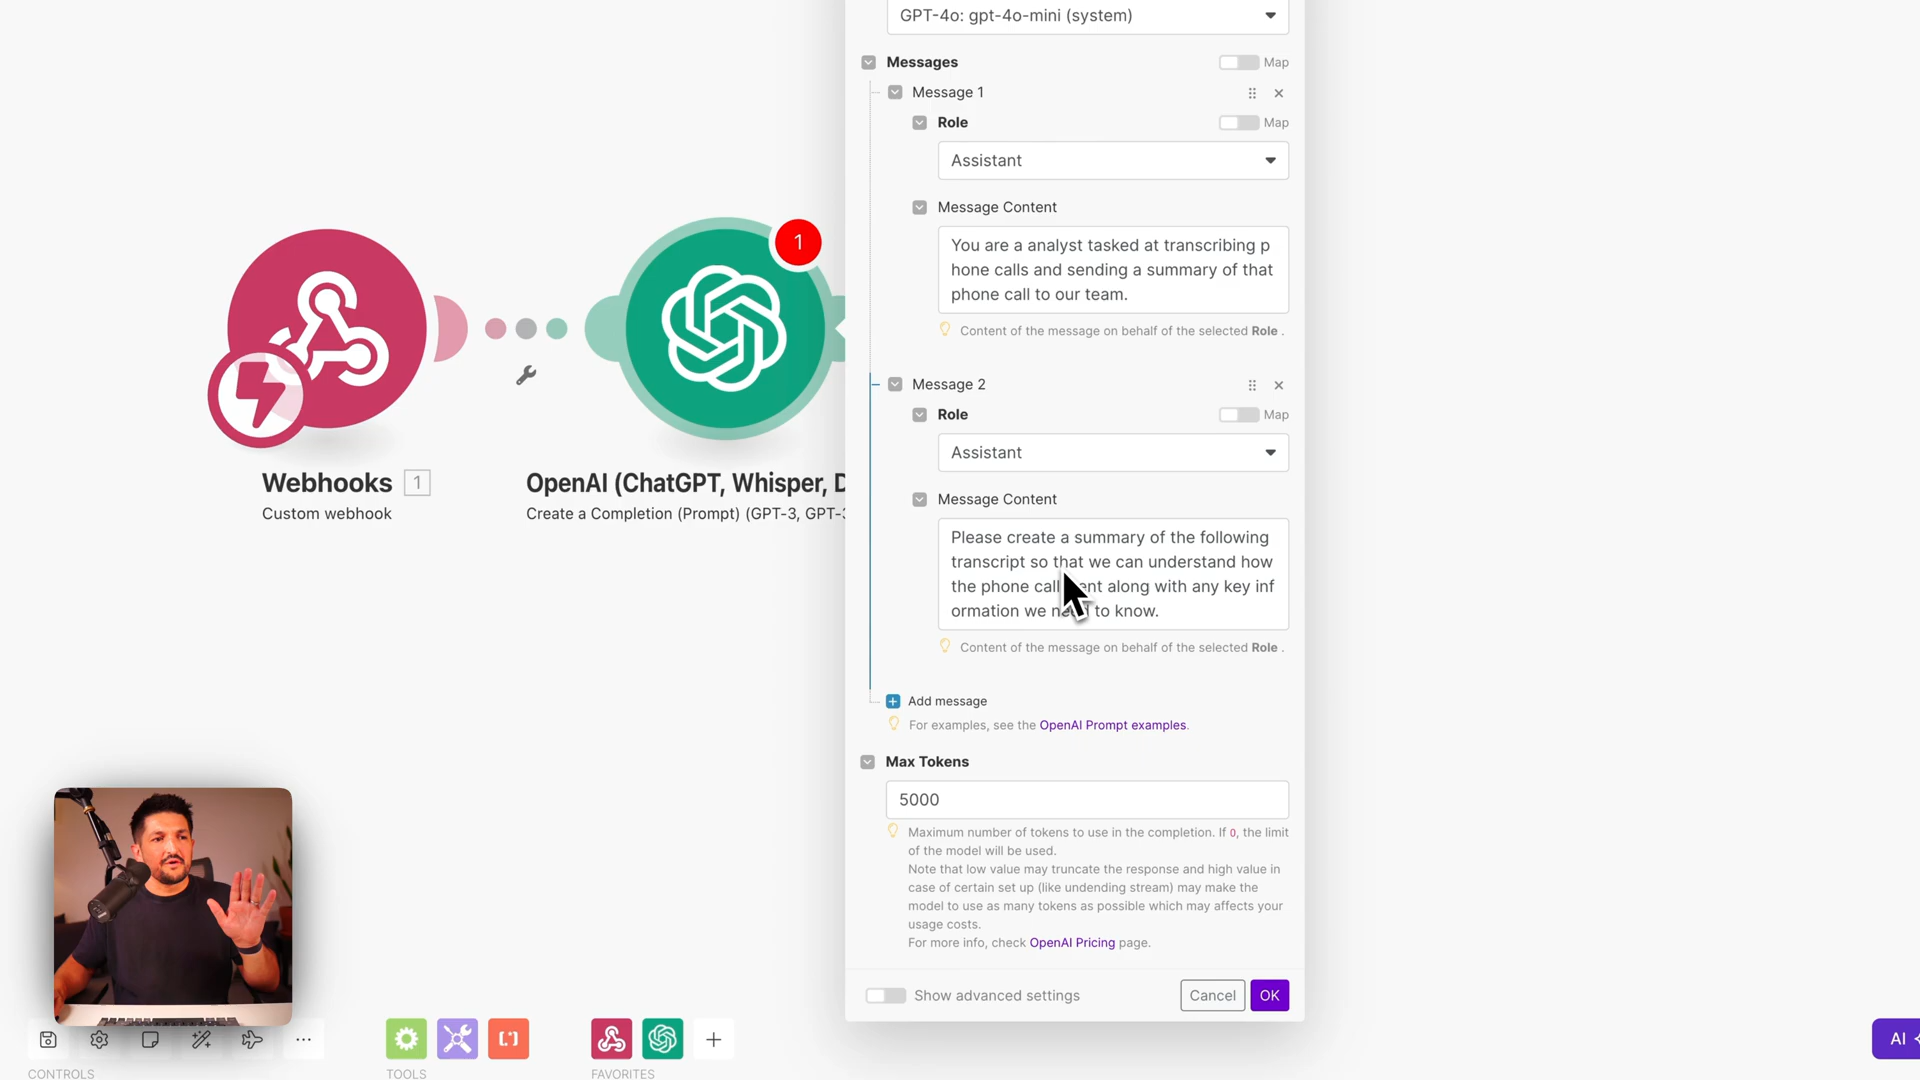 GPT-4o: gpt-4o-mini (system)
Messages
Map
Message 1
Role
Map
Assistant
Message Content
You are a analyst tasked at transcribing p
hone calls and sending a summary of that
phone call to our team.
Content of the message on behalf of the selected Role .
Message 2
Role
Map
Assistant
Message Content
Please create a summary of the following
transcript so that we can understand how
the phone call ent along with any key inf
ormation we to know.
Content of the message on behalf of the selected Role .
Add message
For examples, see the OpenAI Prompt examples.
Max Tokens
5000
Maximum number of tokens to use in the completion. If 0, the limit
of the model will be used.
Note that low value may truncate the response and high value in
case of certain set up (like undending stream) may make the
model to use as many tokens as possible which may affects your
usage costs.
For more info, check OpenAI Pricing page.
Show advanced settings
Cancel
OK
1
Webhooks 1
Custom webhook
OpenAI (ChatGPT, Whisper, D
Create a Completion (Prompt) (GPT-3, GPT-3
CONTROLS
TOOLS
FAVORITES
AI